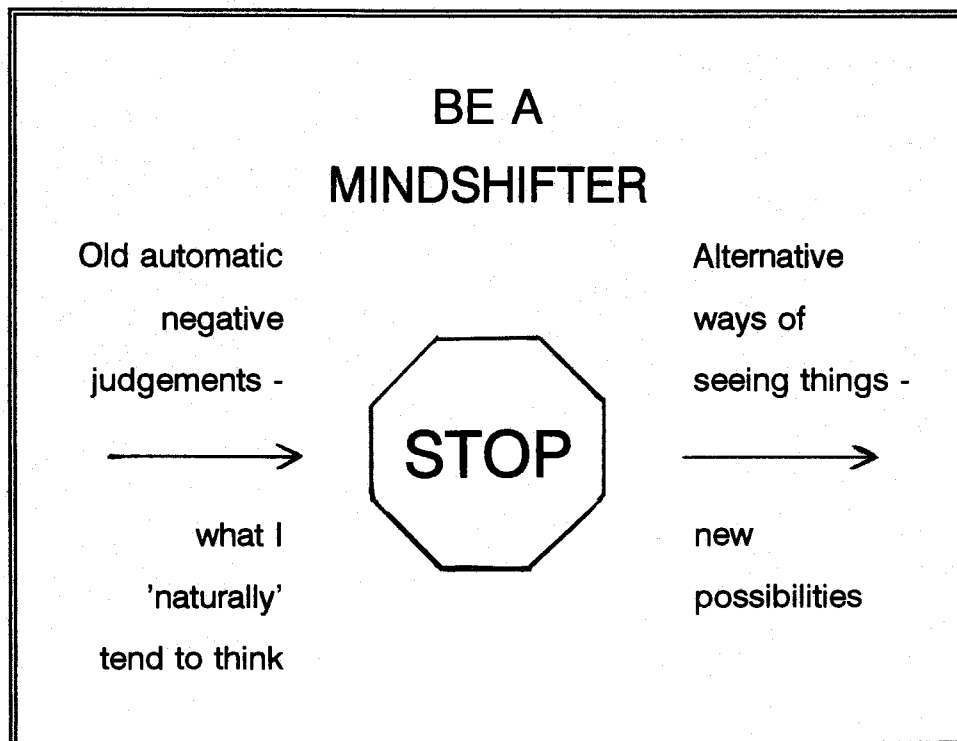 BE A
MINDSHIFTER
Old automatic
negative
judgements -
what I
'naturally'
tend to think
STOP
Alternative
ways of
seeing things -
new
possibilities